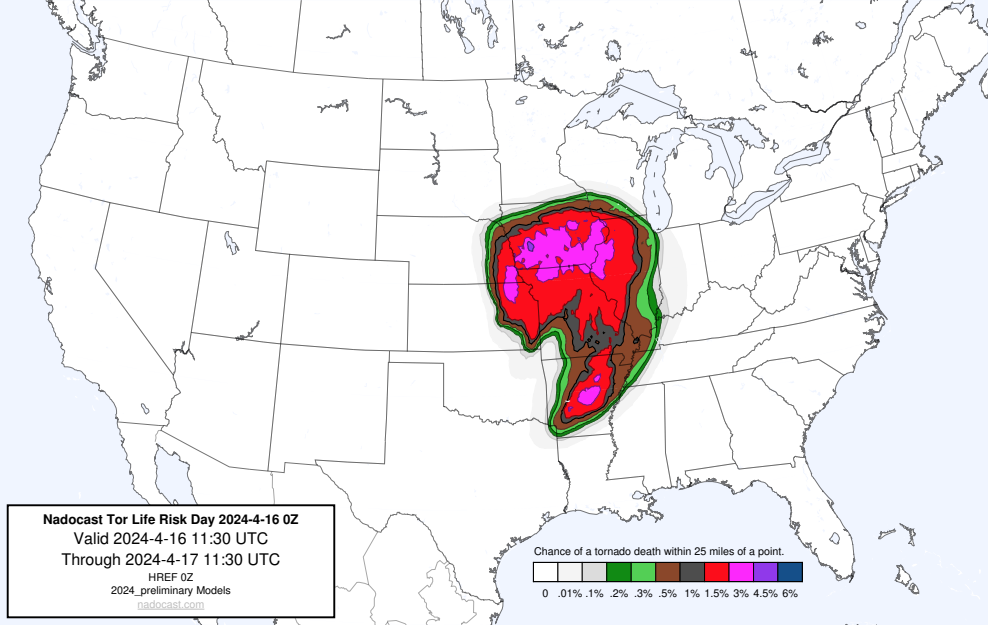 Nadocast Tor Life Risk Day 2024-4-16 0Z
Valid 2024-4-16 11:30 UTC
Through 2024-4-17 11:30 UTC
HREF 0Z
2024_preliminary Models
nadocast.com
Chance of a tornado death within 25 miles of a point.
0 .01% .1% .2% .3% .5% 1% 1.5% 3% 4.5% 6%